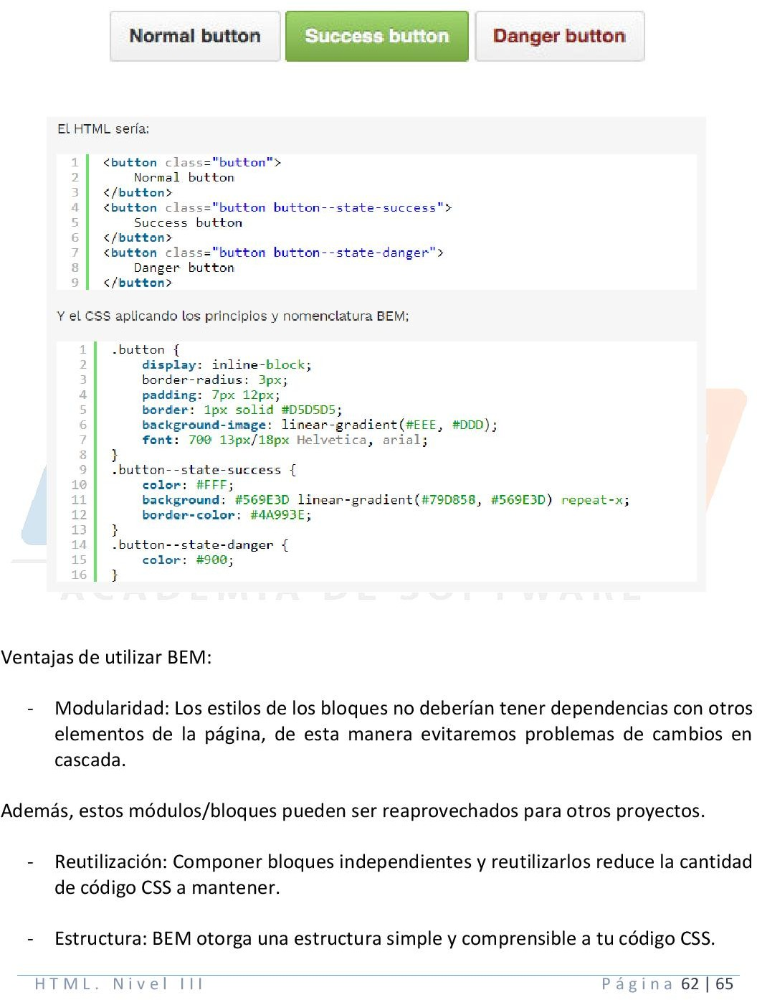 Normal button Success button Danger button
El HTML sería:
1 <button class="button">
2 Normal button
3 </button>
4 <button class="button button--state-success">
5 Success button
6 </button>
7 <button class="button button--state-danger">
8 Danger button
9 </button>
Y el CSS aplicando los principios y nomenclatura BEM;
1 .button {
2 display: inline-block;
3 border-radius: 3px;
4 padding: 7px 12px;
5 border: 1px solid #D5D5D5;
6 background-image: linear-gradient(#EEE, #DDD);
7 font: 700 13px/18px Helvetica, arial;
8 }
9 .button--state-success {
10 color: #FFF;
11 background: #569E3D linear-gradient(#79D858, #569E3D) repeat-x;
12 border-color: #4A993E;
13 }
14 .button--state-danger {
15 color: #900;
16 }
ACADEMIA DE SOFTWARE
Ventajas de utilizar BEM:
- Modularidad: Los estilos de los bloques no deberían tener dependencias con otros
elementos de la página, de esta manera evitaremos problemas de cambios en
cascada.
Además, estos módulos/bloques pueden ser reaprovechados para otros proyectos.
- Reutilización: Componer bloques independientes y reutilizarlos reduce la cantidad
de código CSS a mantener.
- Estructura: BEM otorga una estructura simple y comprensible a tu código CSS.
HTML. Nivel III Página 62 | 65